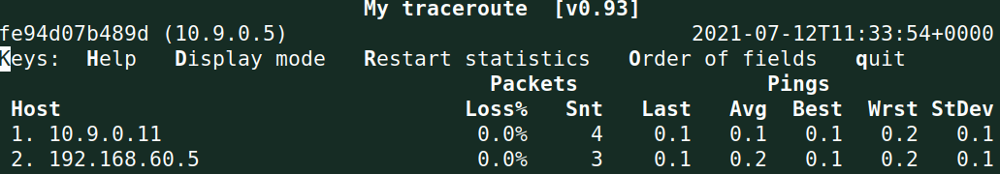 My traceroute  [v0.93]
fe94d07b489d (10.9.0.5)                                2021-07-12T11:33:54+0000
Keys:  Help   Display mode   Restart statistics   Order of fields   quit
                                       Packets               Pings
 Host                                Loss%   Snt   Last   Avg  Best  Wrst StDev
 1. 10.9.0.11                         0.0%     4    0.1   0.1   0.1   0.2   0.1
 2. 192.168.60.5                      0.0%     3    0.1   0.2   0.1   0.2   0.1